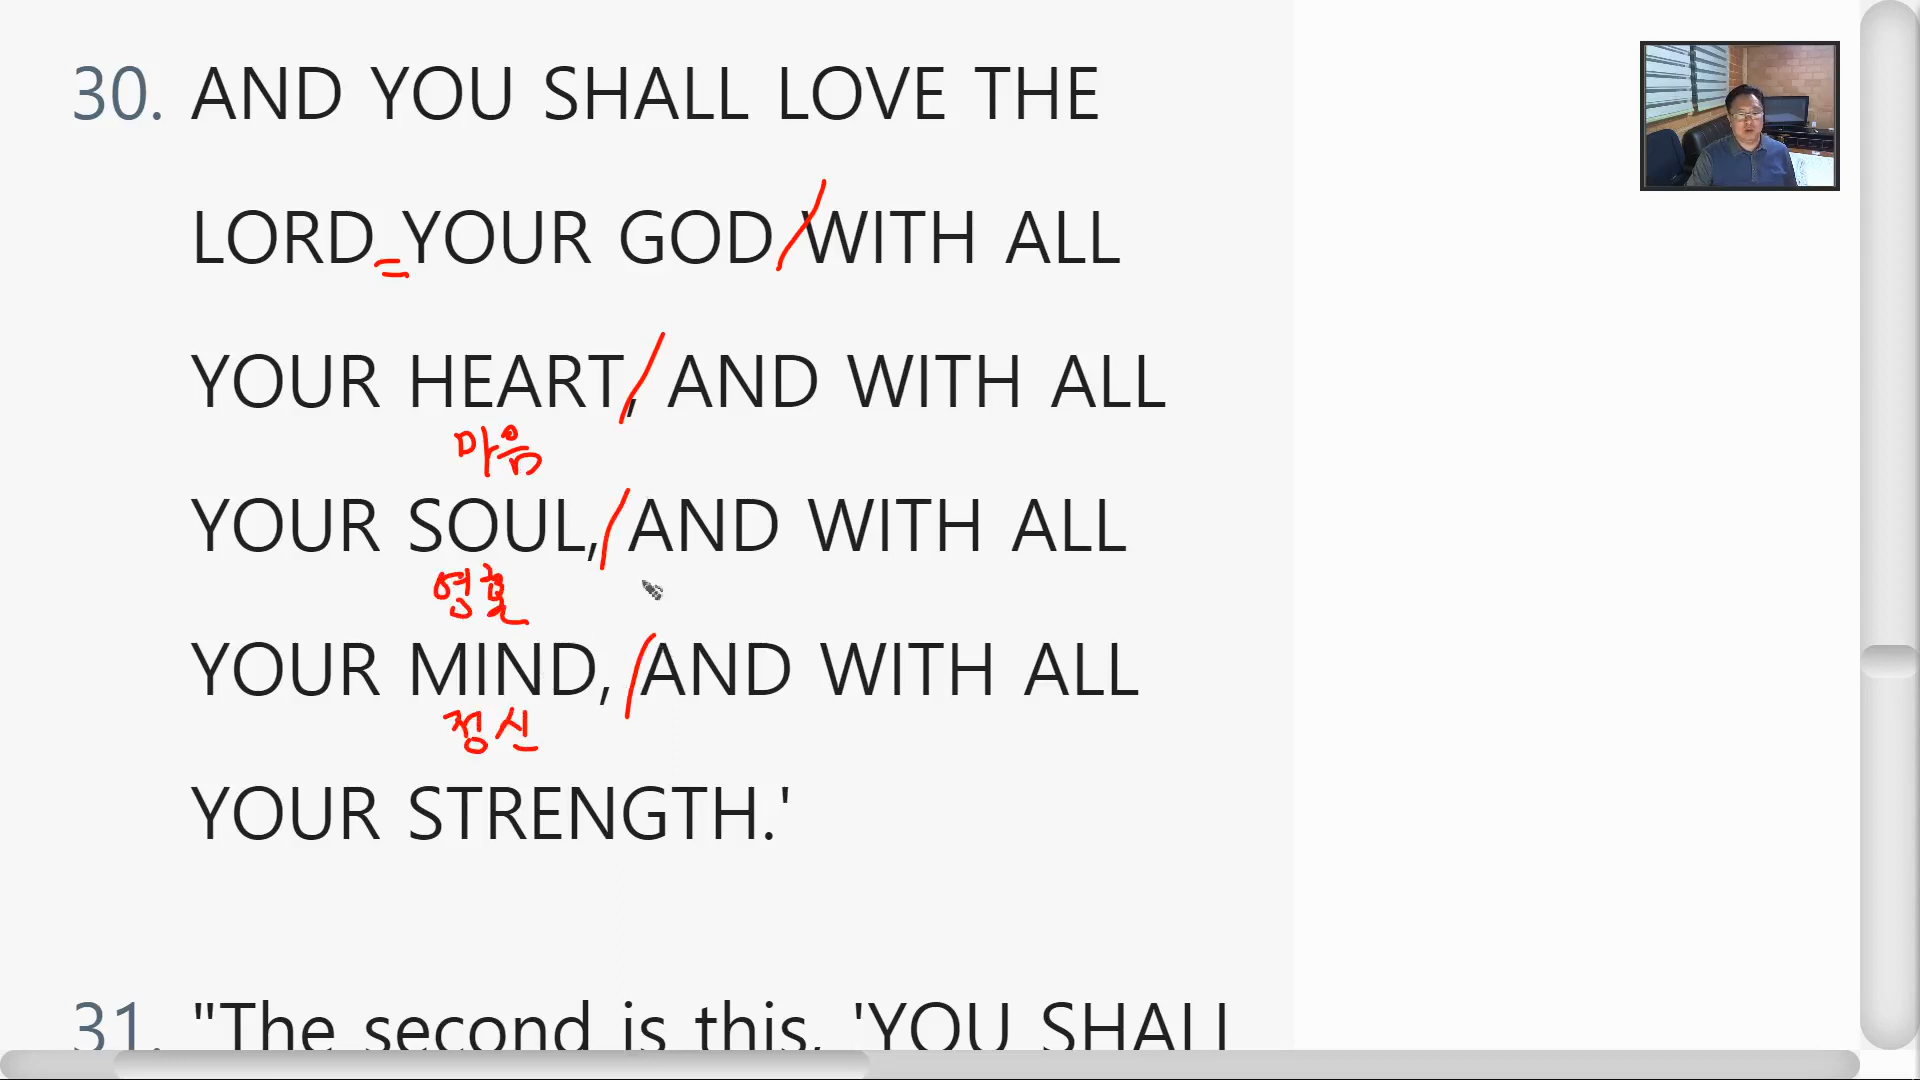 30. AND YOU SHALL LOVE THE
LORD = YOUR GOD / WITH ALL
YOUR HEART, / AND WITH ALL
마음
YOUR SOUL, / AND WITH ALL
영혼
YOUR MIND, / AND WITH ALL
정신
YOUR STRENGTH.'
31. "The second is this, 'YOU SHALL